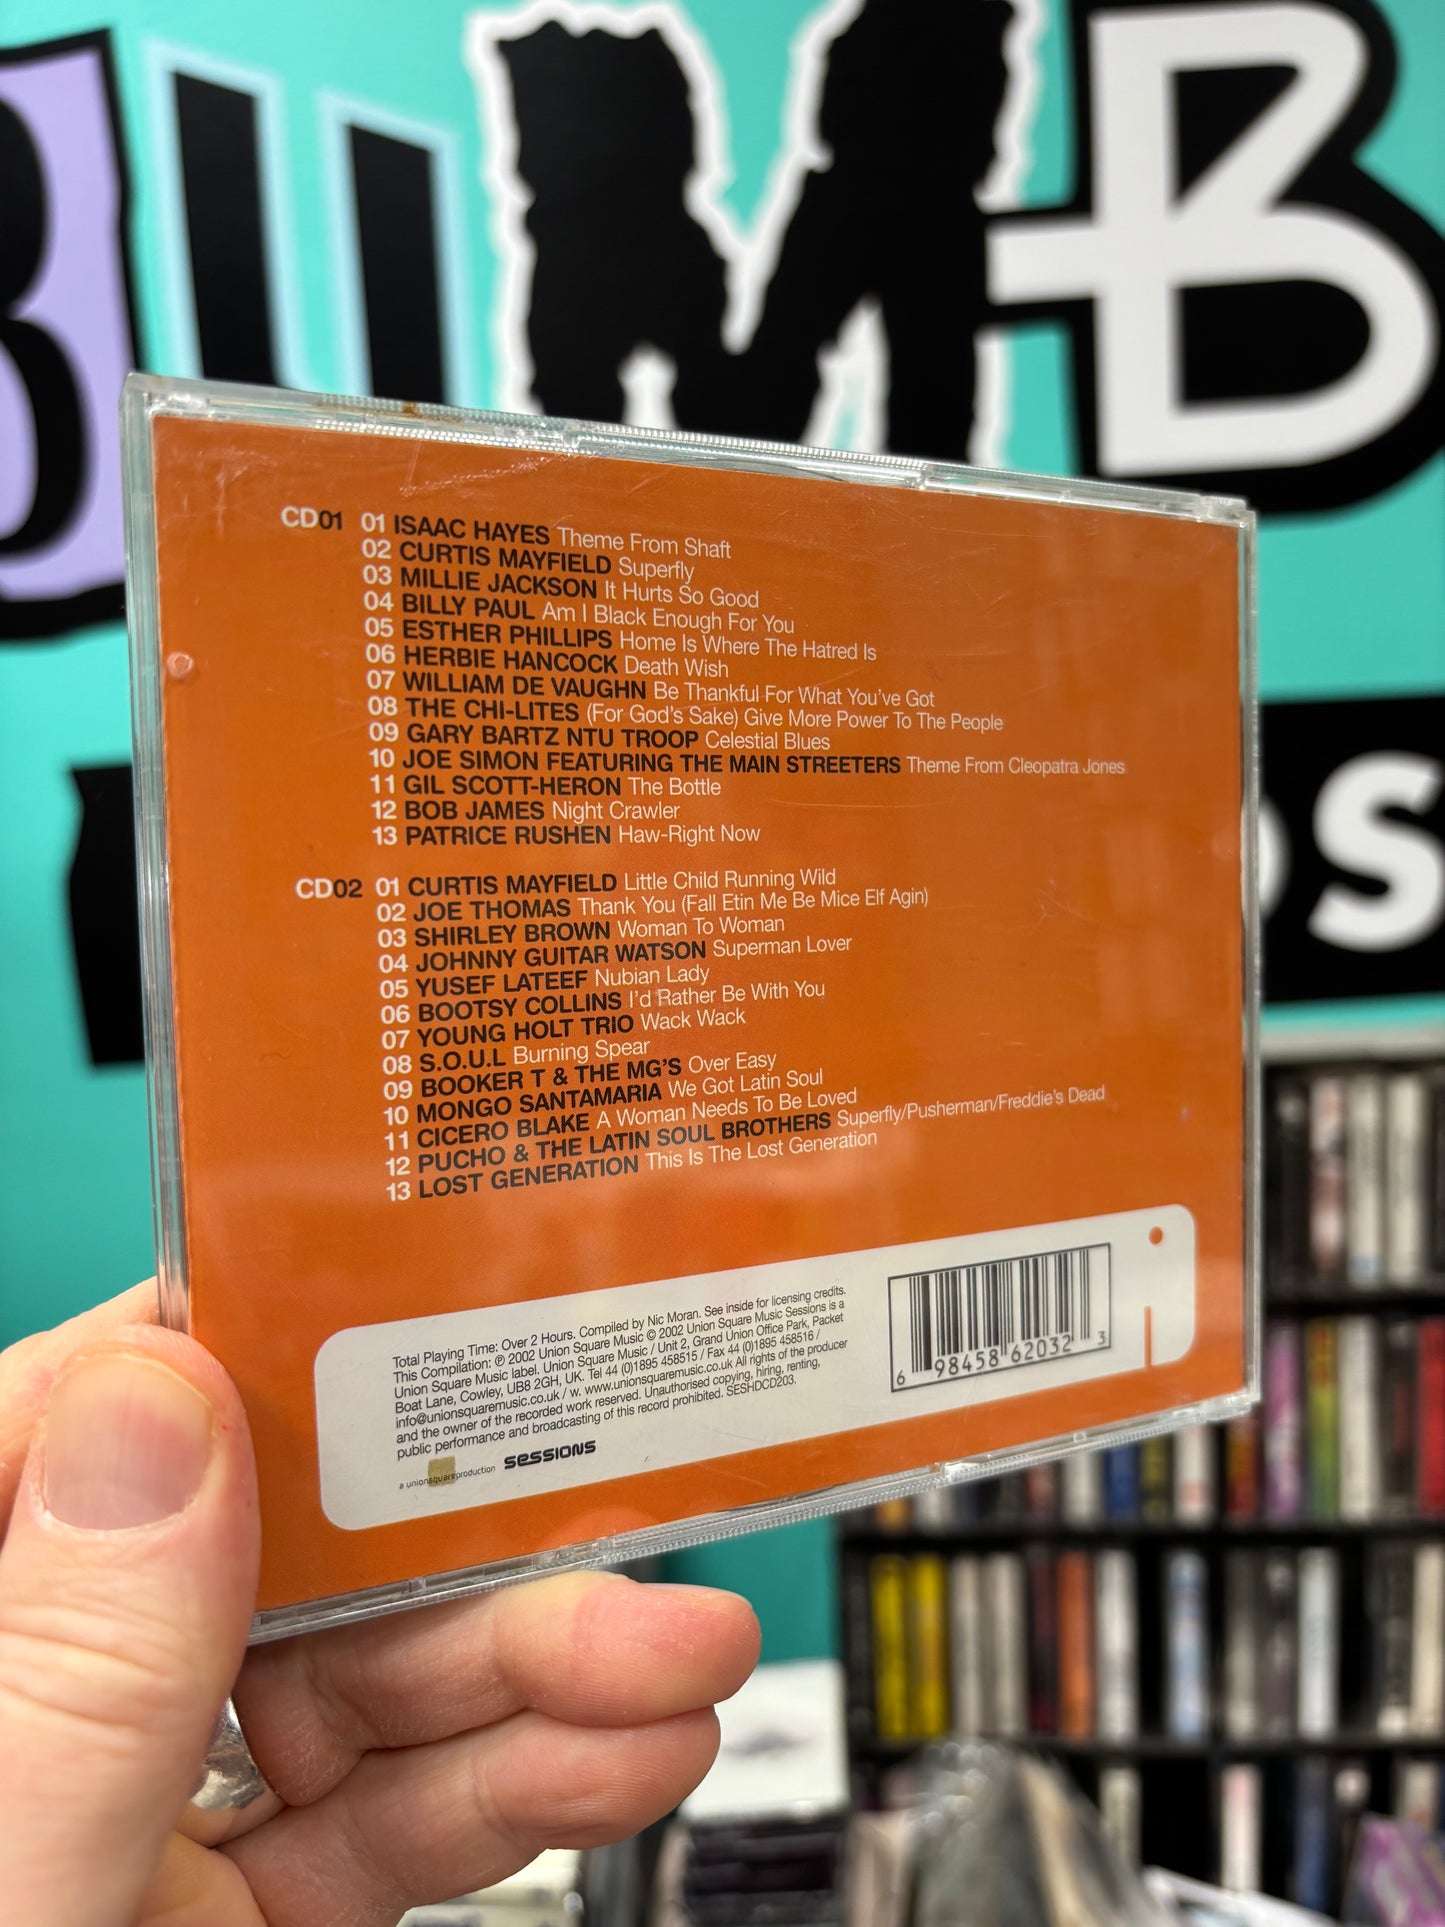 BUMB
S
CD01 01 ISAAC HAYES Theme From Shaft
02 CURTIS MAYFIELD Superfly
03 MILLIE JACKSON It Hurts So Good
04 BILLY PAUL Am I Black Enough For You
05 ESTHER PHILLIPS Home Is Where The Hatred Is
06 HERBIE HANCOCK Death Wish
07 WILLIAM DE VAUGHN Be Thankful For What You've Got
08 THE CHI-LITES (For God's Sake) Give More Power To The People
09 GARY BARTZ NTU TROOP Celestial Blues
10 JOE SIMON FEATURING THE MAIN STREETERS Theme From Cleopatra Jones
11 GIL SCOTT-HERON The Bottle
12 BOB JAMES Night Crawler
13 PATRICE RUSHEN Haw-Right Now
CD02 01 CURTIS MAYFIELD Little Child Running Wild
02 JOE THOMAS Thank You (Fall Etin Me Be Mice Elf Agin)
03 SHIRLEY BROWN Woman To Woman
04 JOHNNY GUITAR WATSON Superman Lover
05 YUSEF LATEEF Nubian Lady
06 BOOTSY COLLINS I'd Rather Be With You
07 YOUNG HOLT TRIO Wack Wack
08 S.O.U.L Burning Spear
09 BOOKER T & THE MG'S Over Easy
10 MONGO SANTAMARIA We Got Latin Soul
11 CICERO BLAKE A Woman Needs To Be Loved
12 PUCHO & THE LATIN SOUL BROTHERS Superfly/Pusherman/Freddie's Dead
13 LOST GENERATION This Is The Lost Generation
Total Playing Time: Over 2 Hours. Compiled by Nic Moran. See inside for licensing credits.
This Compilation: ℗ 2002 Union Square Music © 2002 Union Square Music Sessions is a
Union Square Music label. Union Square Music / Unit 2, Grand Union Office Park, Packet
Boat Lane, Cowley, UB8 2GH, UK. Tel 44 (0)1895 458515 / Fax 44 (0)1895 458516 /
info@unionsquaremusic.co.uk / w. www.unionsquaremusic.co.uk All rights of the producer
and the owner of the recorded work reserved. Unauthorised copying, hiring, renting,
public performance and broadcasting of this record prohibited. SESHDCD203.
a unionsquareproduction sessions
6 98458 62032 3